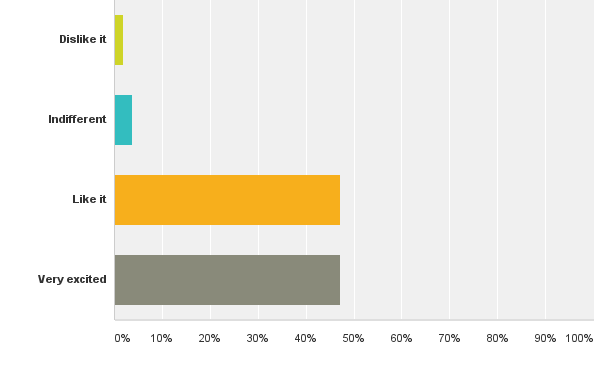 Dislike it
Indifferent
Like it
Very excited
0% 10% 20% 30% 40% 50% 60% 70% 80% 90% 100%